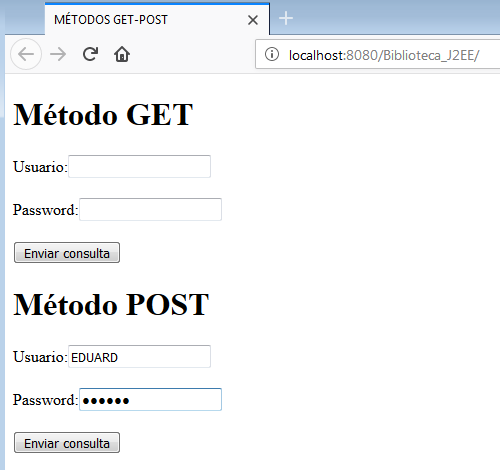 MÉTODOS GET-POST
localhost:8080/Biblioteca_J2EE/
Método GET
Usuario:
Password:
Enviar consulta
Método POST
Usuario: EDUARD
Password: ●●●●●●
Enviar consulta